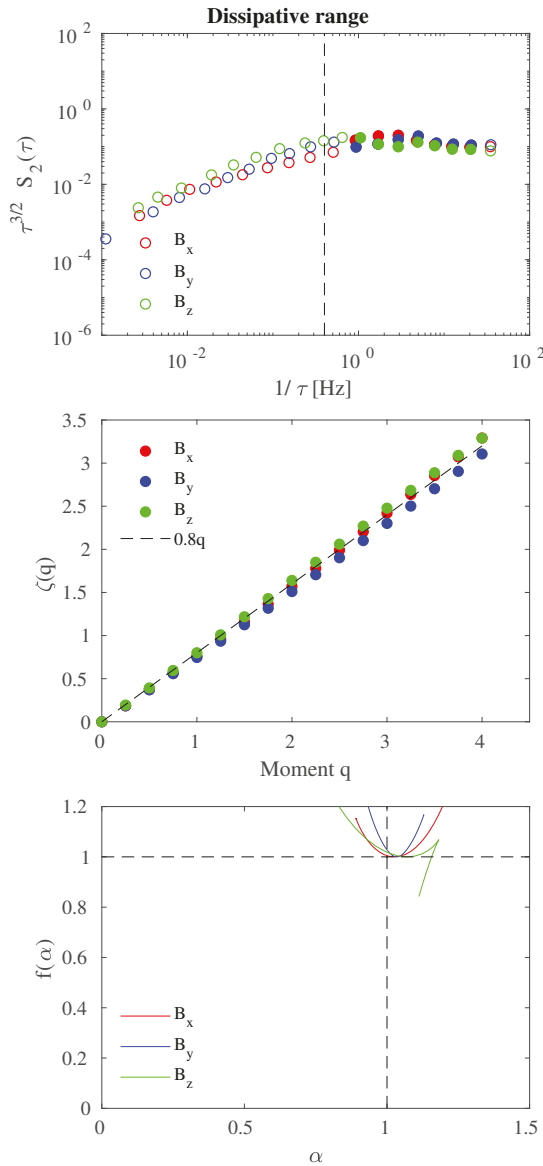 Dissipative range
10^2
10^0
10^-2
10^-4
10^-6
τ^3/2 S_2(τ)
B_x
B_y
B_z
10^-2 10^0 10^2
1/ τ [Hz]
3.5
3
2.5
2
1.5
1
0.5
0
ζ(q)
B_x
B_y
B_z
0.8q
0 1 2 3 4
Moment q
1.2
1
0.8
0.6
0.4
0.2
0
f(α)
B_x
B_y
B_z
0 0.5 1 1.5
α